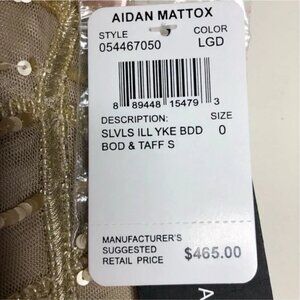 AIDAN MATTOX
STYLE COLOR
054467050 LGD
8 89448 15479 3
DESCRIPTION: SIZE
SLVLS ILL YKE BDD 0
BOD & TAFF S
MANUFACTURER'S
SUGGESTED
RETAIL PRICE $465.00
A